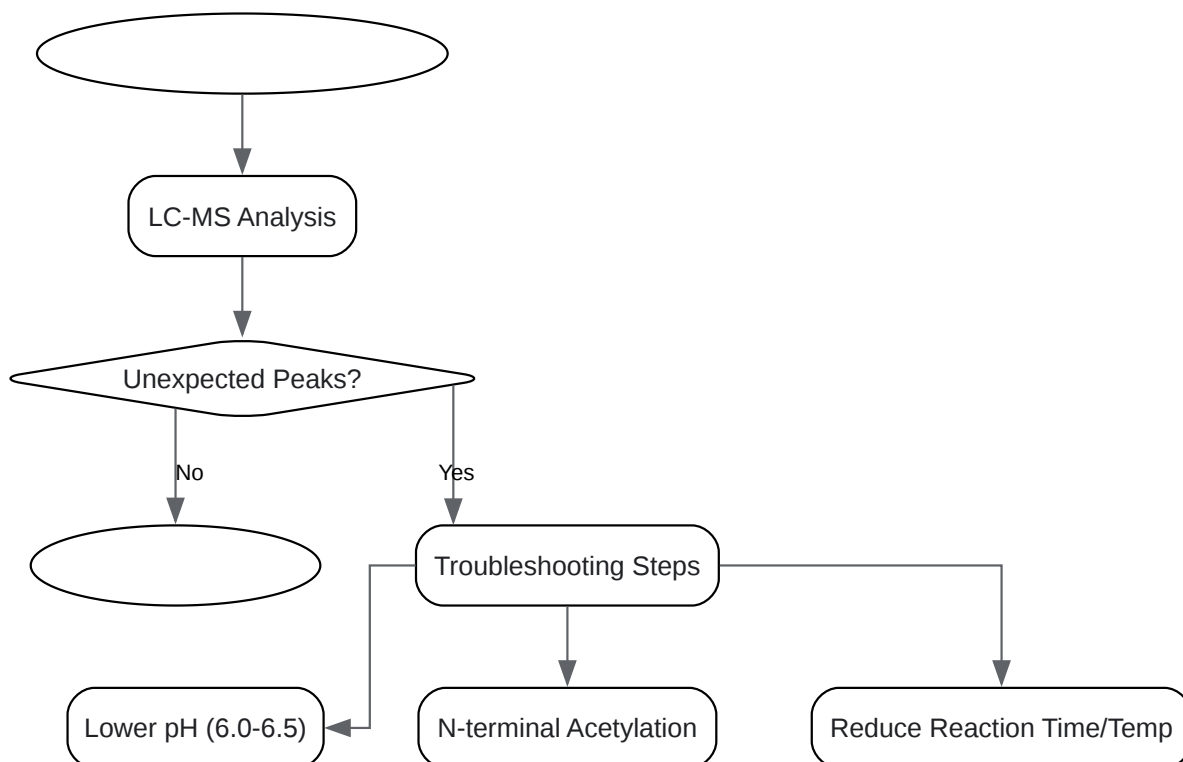 LC-MS Analysis
Unexpected Peaks?
No
Yes
Troubleshooting Steps
Lower pH (6.0-6.5)
N-terminal Acetylation
Reduce Reaction Time/Temp